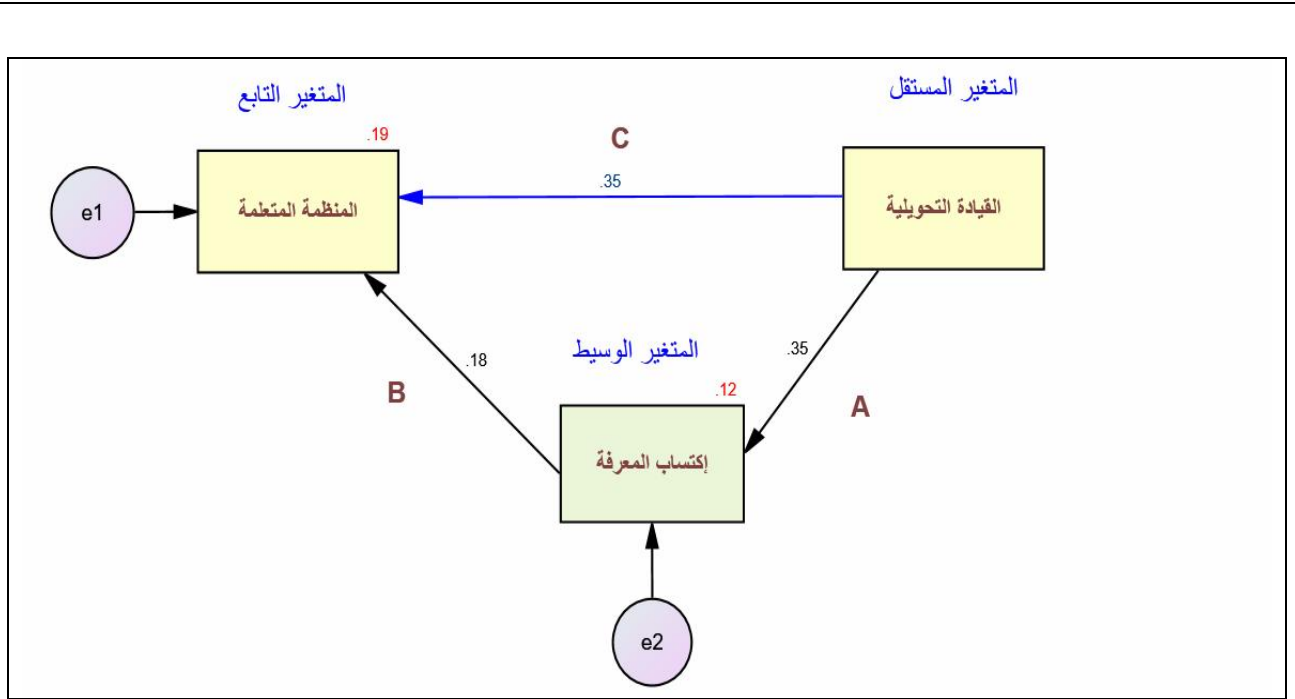 المتغير المستقل
المتغير التابع
.19
C
.35
القيادة التحويلية
المنظمة المتعلمة
e1
المتغير الوسيط
.35
.18
.12
A
B
إكتساب المعرفة
e2